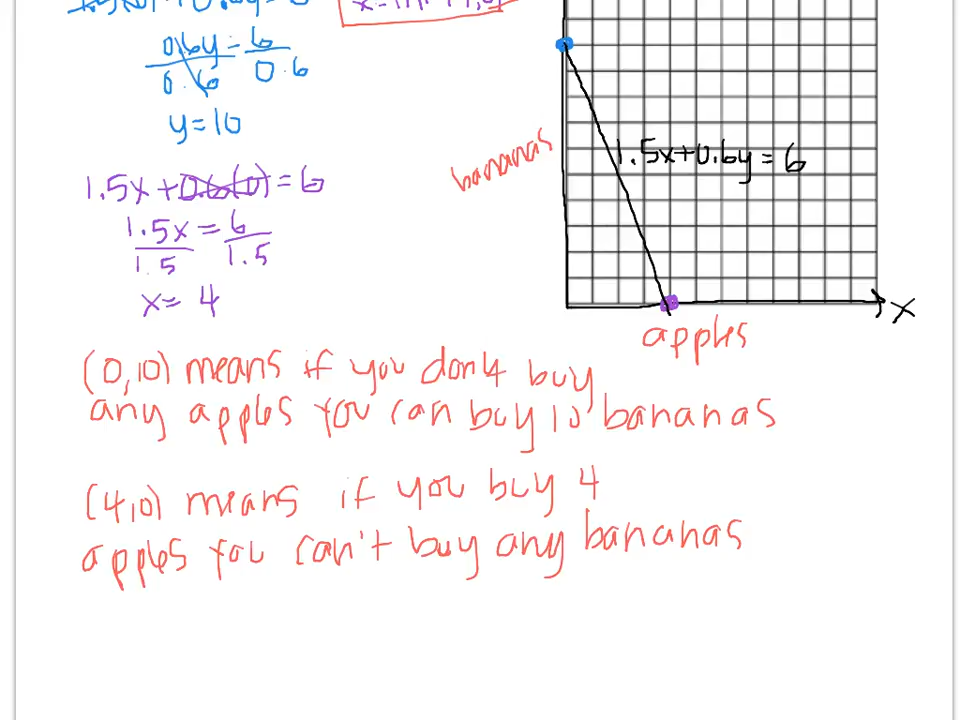 0.6y = 6
0.6 0.6
y=10
1.5x+0.6(0)=6
1.5x = 6
1.5 1.5
x= 4
bananas
1.5x+0.6y=6
x
apples
(0,10) means if you don4 buy
any apples you can buy 10 bananas
(4,0) means if you buy 4
apples you can't buy any bananas